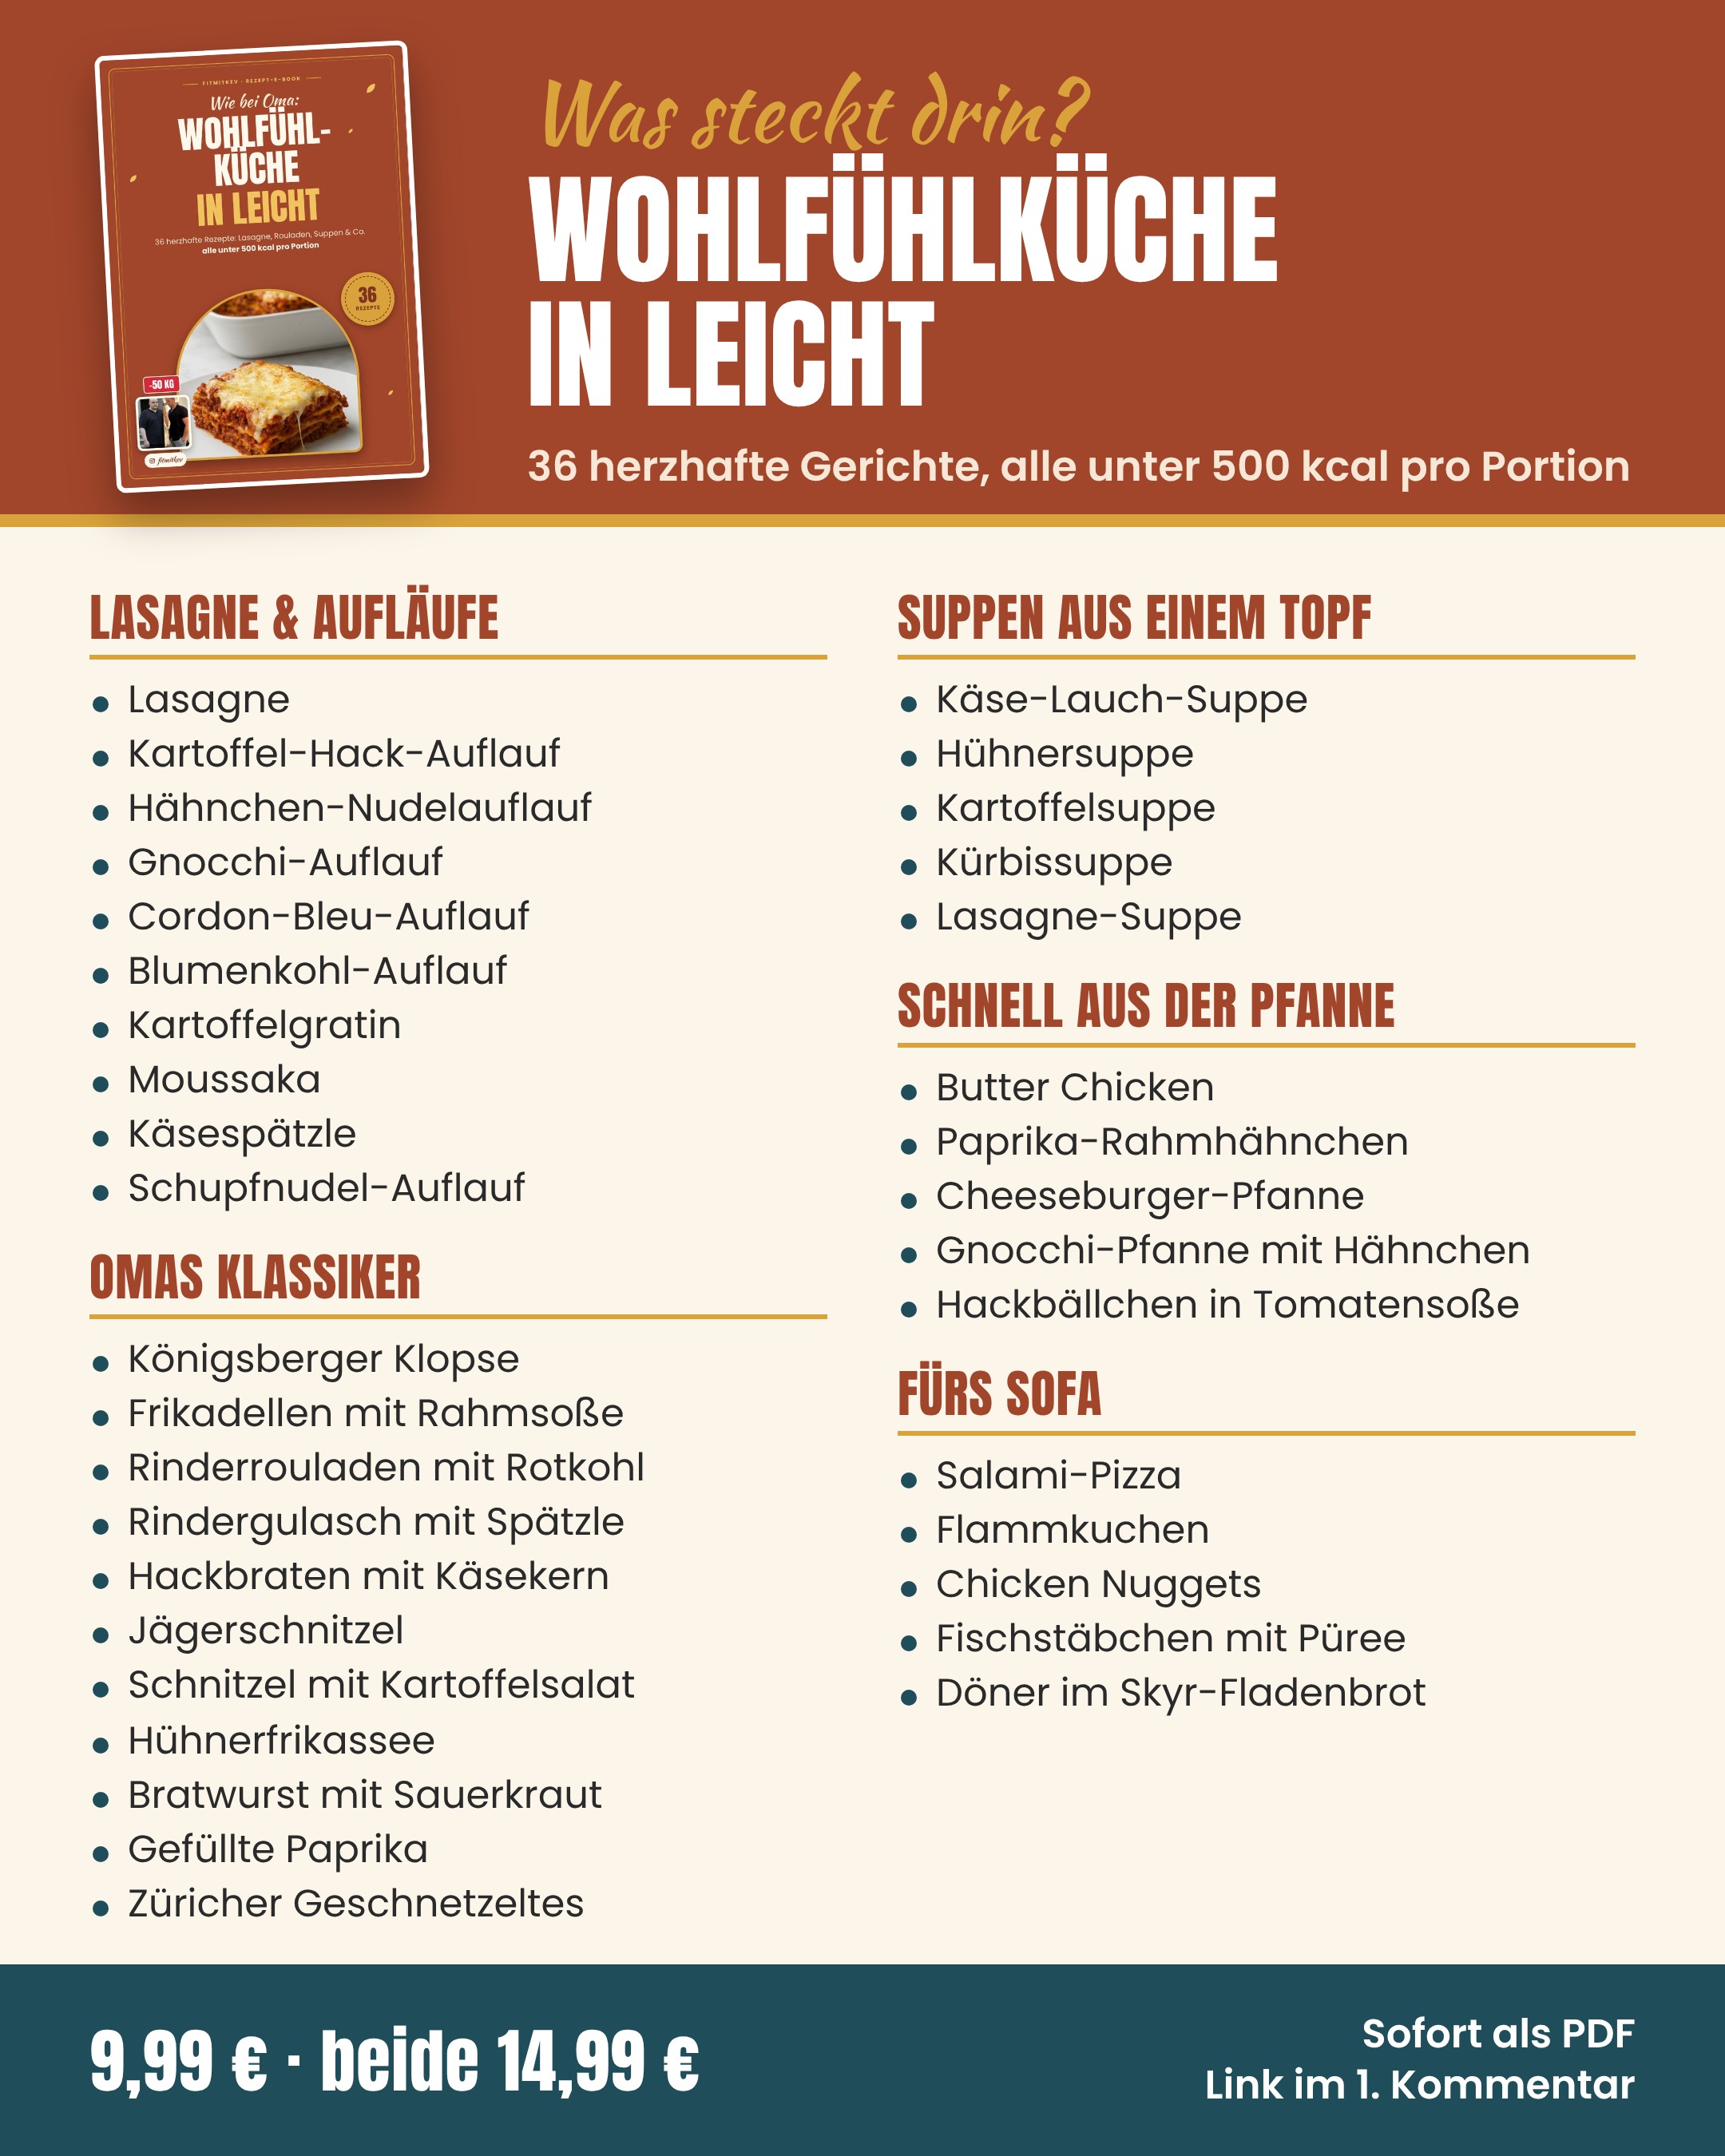 FITMITKEV · REZEPT-E-BOOK
Wie bei Oma:
WOHLFÜHL-
KÜCHE
IN LEICHT
36 herzhafte Rezepte: Lasagne, Rouladen, Suppen & Co.
alle unter 500 kcal pro Portion
36
REZEPTE
-50 KG
fitmitkev
Was steckt drin?
WOHLFÜHLKÜCHE
IN LEICHT
36 herzhafte Gerichte, alle unter 500 kcal pro Portion
LASAGNE & AUFLÄUFE
Lasagne
Kartoffel-Hack-Auflauf
Hähnchen-Nudelauflauf
Gnocchi-Auflauf
Cordon-Bleu-Auflauf
Blumenkohl-Auflauf
Kartoffelgratin
Moussaka
Käsespätzle
Schupfnudel-Auflauf
OMAS KLASSIKER
Königsberger Klopse
Frikadellen mit Rahmsoße
Rinderrouladen mit Rotkohl
Rindergulasch mit Spätzle
Hackbraten mit Käsekern
Jägerschnitzel
Schnitzel mit Kartoffelsalat
Hühnerfrikassee
Bratwurst mit Sauerkraut
Gefüllte Paprika
Züricher Geschnetzeltes
SUPPEN AUS EINEM TOPF
Käse-Lauch-Suppe
Hühnersuppe
Kartoffelsuppe
Kürbissuppe
Lasagne-Suppe
SCHNELL AUS DER PFANNE
Butter Chicken
Paprika-Rahmhähnchen
Cheeseburger-Pfanne
Gnocchi-Pfanne mit Hähnchen
Hackbällchen in Tomatensoße
FÜRS SOFA
Salami-Pizza
Flammkuchen
Chicken Nuggets
Fischstäbchen mit Püree
Döner im Skyr-Fladenbrot
9,99 € · beide 14,99 €
Sofort als PDF
Link im 1. Kommentar